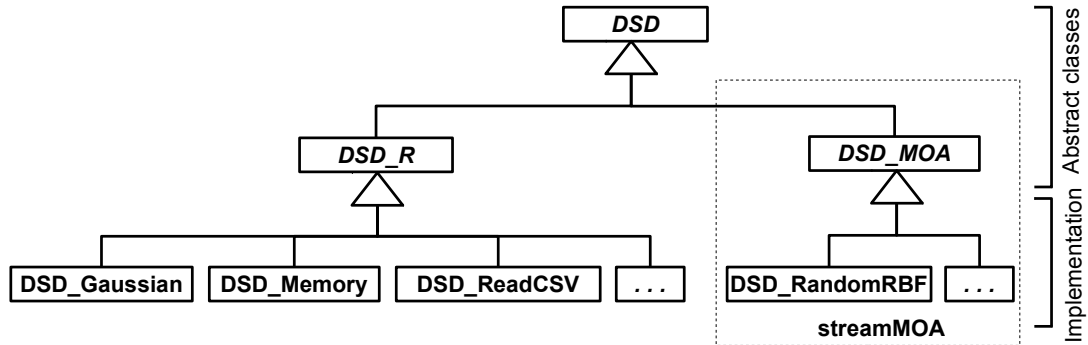 DSD
Abstract classes
DSD_R
DSD_MOA
Implementation
DSD_Gaussian
DSD_Memory
DSD_ReadCSV
. . .
DSD_RandomRBF
. . .
streamMOA